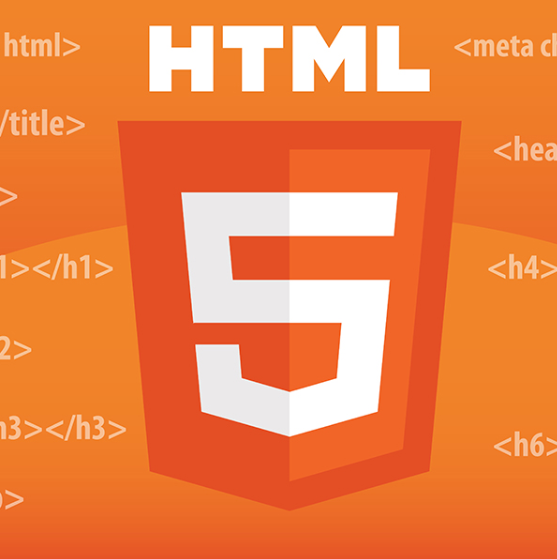 HTML
5
html>
/title>
>
1></h1>
2>
h3></h3>
>
<meta c
<hea
<h4>
<h6>